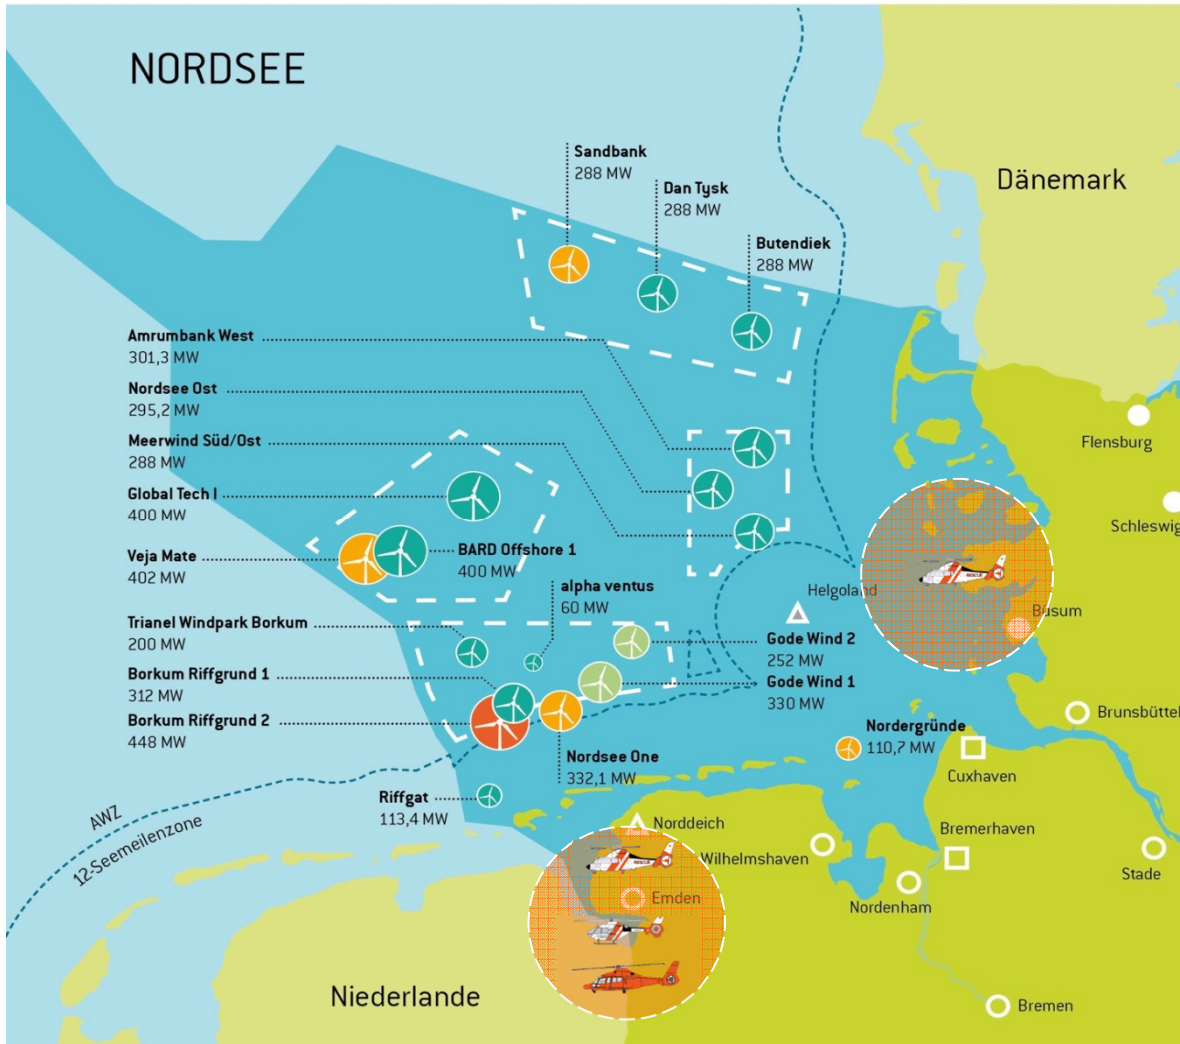 NORDSEE
Sandbank
288 MW
Dan Tysk
288 MW
Dänemark
Butendiek
288 MW
Amrumbank West
301,3 MW
Nordsee Ost
295,2 MW
Meerwind Süd/Ost
288 MW
Flensburg
Global Tech I
400 MW
Schleswig
Veja Mate
402 MW
BARD Offshore 1
400 MW
alpha ventus
60 MW
Helgoland
RESCUE
Büsum
Trianel Windpark Borkum
200 MW
Gode Wind 2
252 MW
Borkum Riffgrund 1
312 MW
Gode Wind 1
330 MW
Borkum Riffgrund 2
448 MW
Brunsbüttel
Nordergründe
110,7 MW
Nordsee One
332,1 MW
Cuxhaven
Riffgat
113,4 MW
AWZ
12-Seemeilenzone
Norddeich
Bremerhaven
Wilhelmshaven
RESCUE
Stade
Emden
Nordenham
Niederlande
Bremen